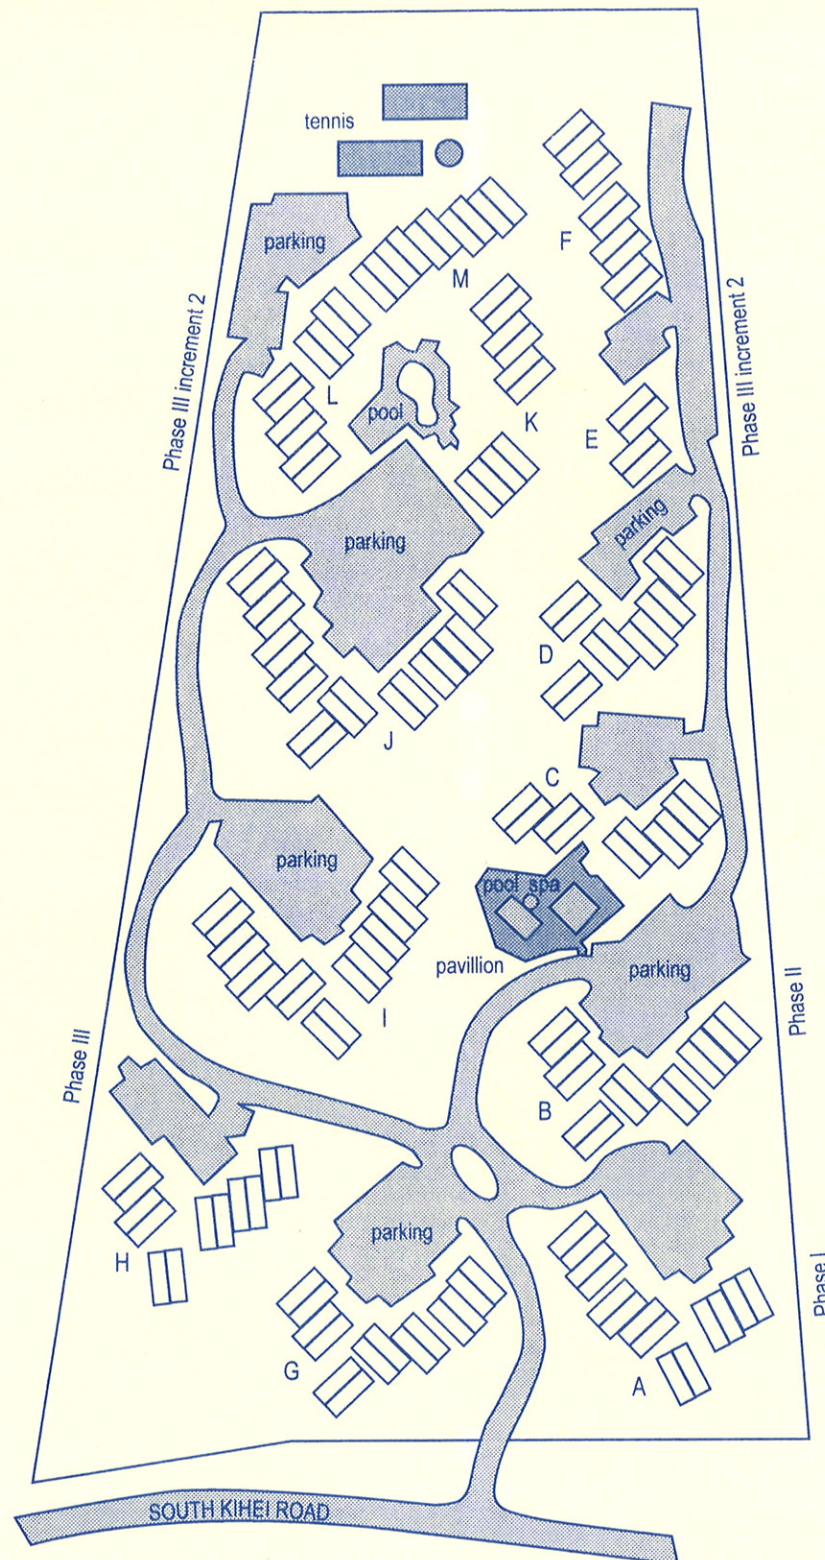 tennis
parking
F
M
Phase III increment 2
Phase III increment 2
L
pool
K
E
parking
parking
D
J
C
parking
pool spa
pavillion
parking
I
Phase II
Phase III
B
parking
H
Phase I
G
A
SOUTH KIHEI ROAD